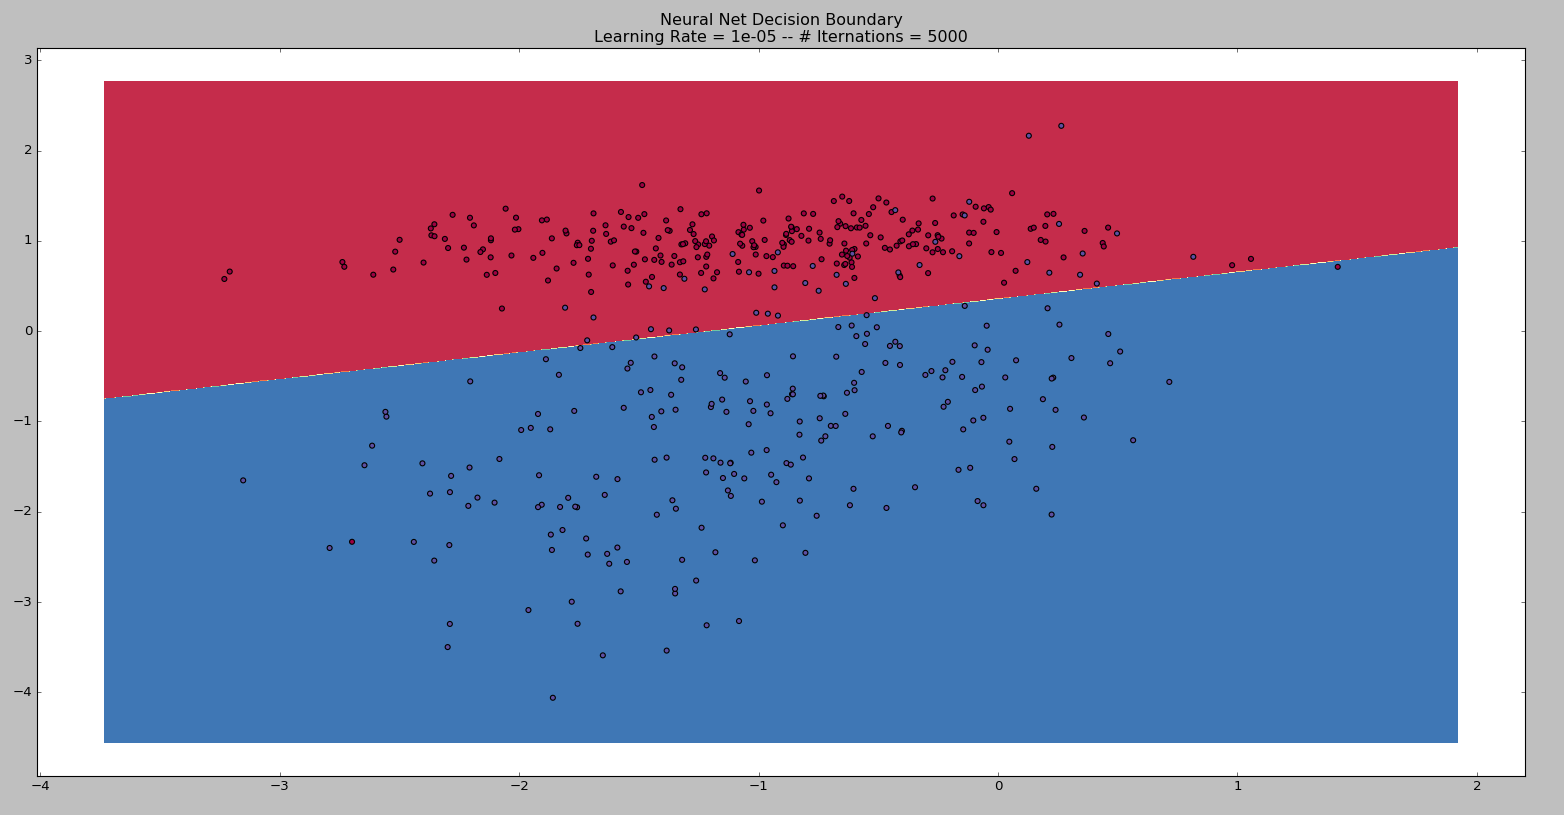 Neural Net Decision Boundary
Learning Rate = 1e-05 -- # Iternations = 5000
3
2
1
0
−1
−2
−3
−4
−4 −3 −2 −1 0 1 2